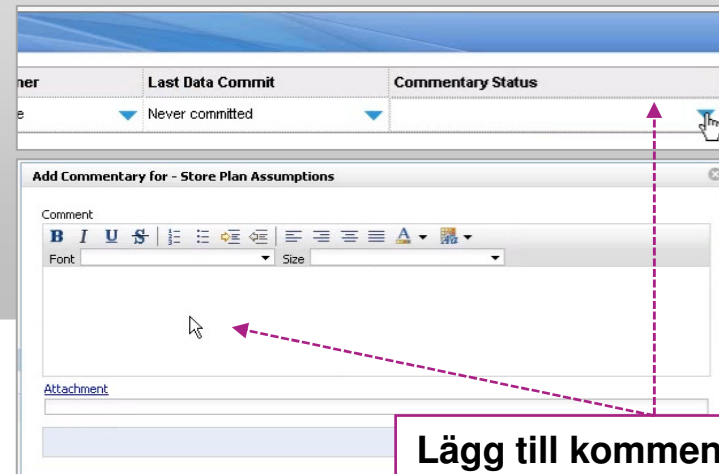 ner Last Data Commit Commentary Status
e Never committed
Add Commentary for - Store Plan Assumptions
Comment
B I U S A
Font Size
Attachment
Lägg till kommen